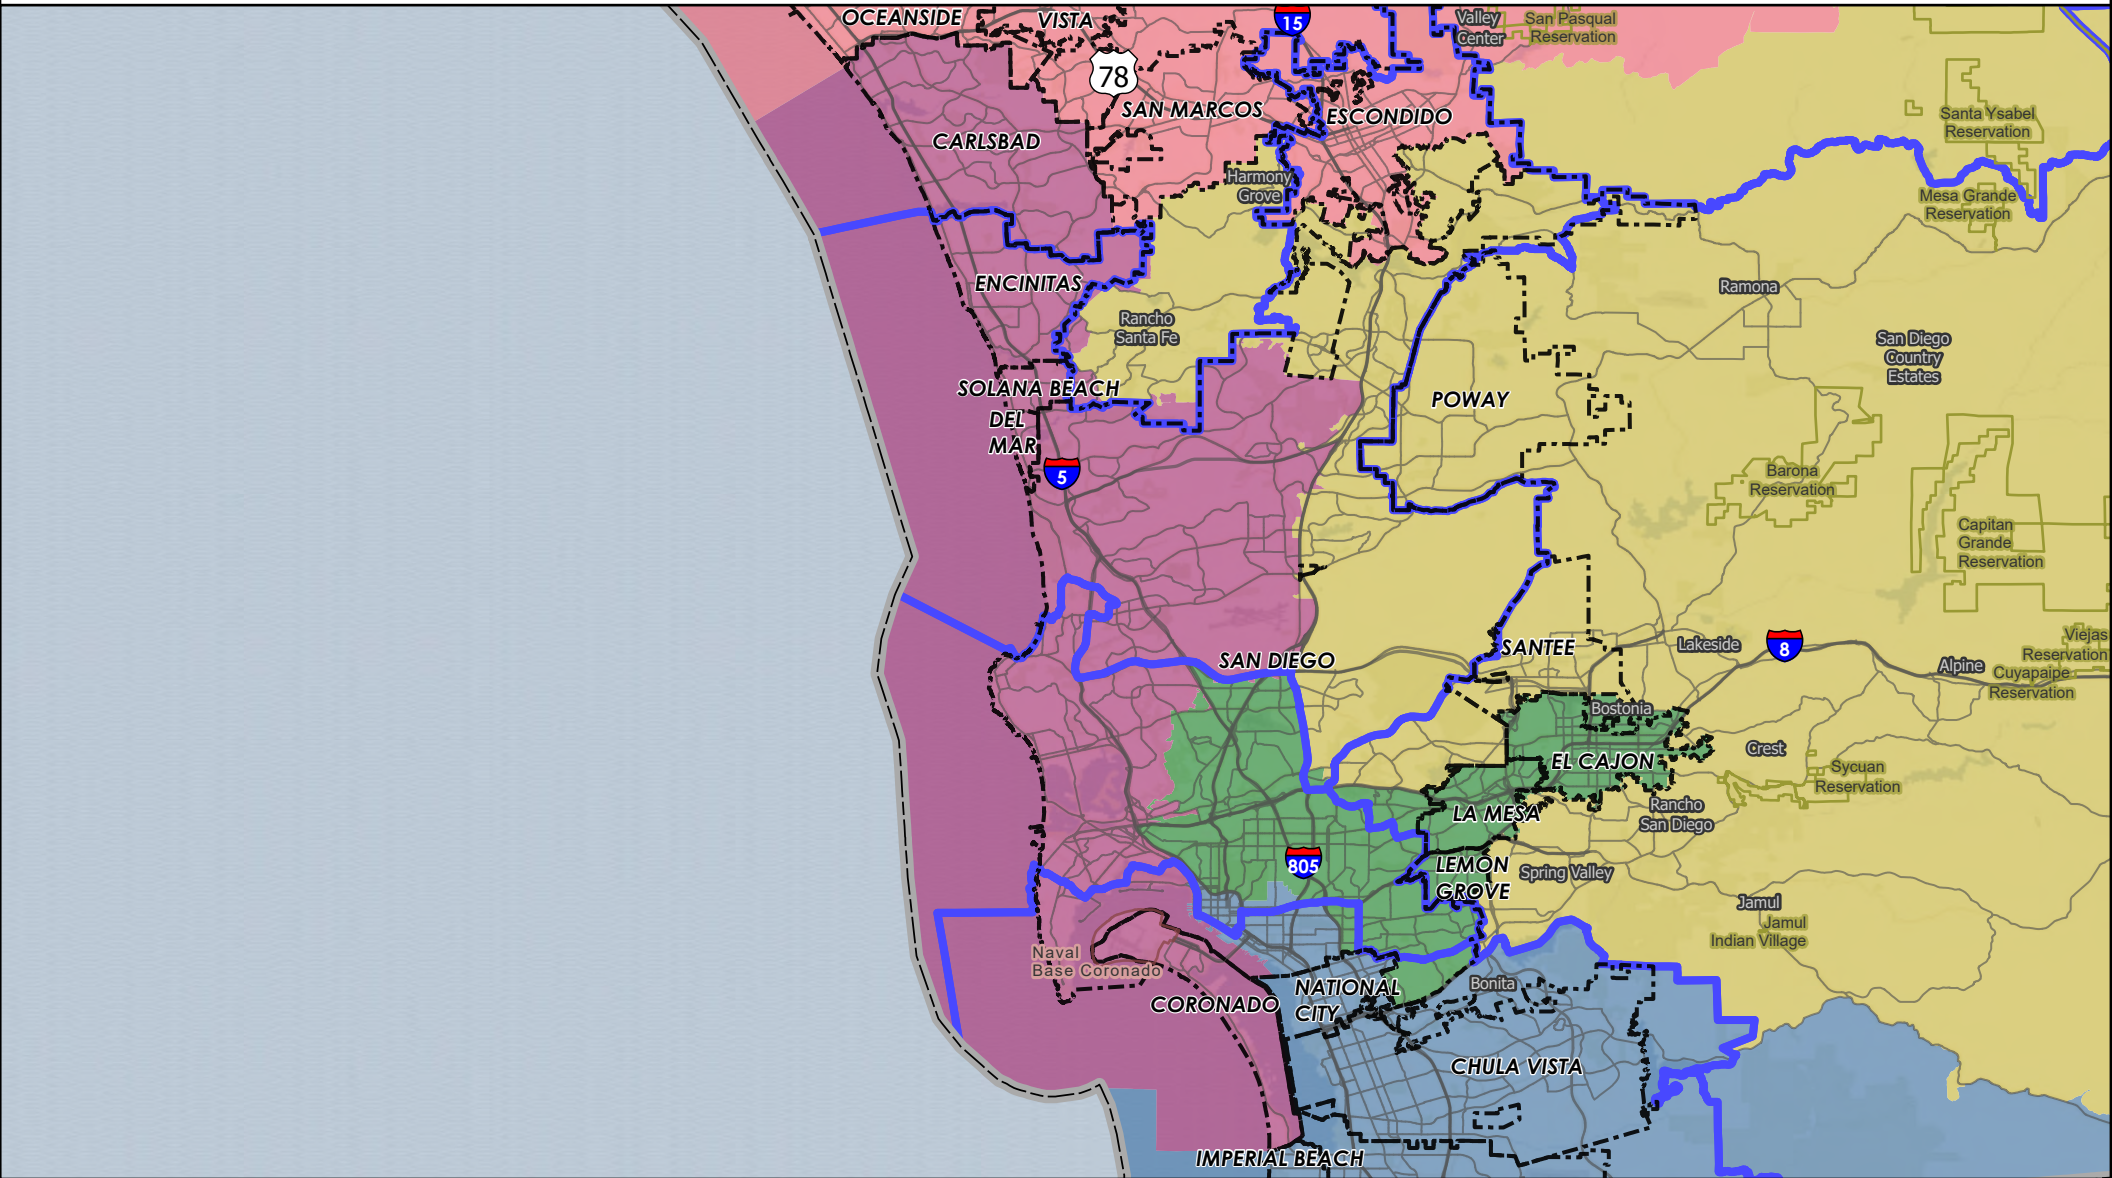 OCEANSIDE
VISTA
15
Valley
Center
San Pasqual
Reservation
78
SAN MARCOS
ESCONDIDO
CARLSBAD
Santa Ysabel
Reservation
Harmony
Grove
Mesa Grande
Reservation
ENCINITAS
Ramona
Rancho
Santa Fe
San Diego
Country
Estates
SOLANA BEACH
POWAY
DEL
MAR
5
Barona
Reservation
Capitan
Grande
Reservation
SAN DIEGO
SANTEE
Lakeside
8
Alpine
Viejas
Reservation
Cuyapaipe
Reservation
Bostonia
Crest
EL CAJON
Sycuan
Reservation
LA MESA
Rancho
San Diego
805
LEMON
GROVE
Spring Valley
Jamul
Jamul
Indian Village
Naval
Base Coronado
CORONADO
NATIONAL
CITY
Bonita
CHULA VISTA
IMPERIAL BEACH